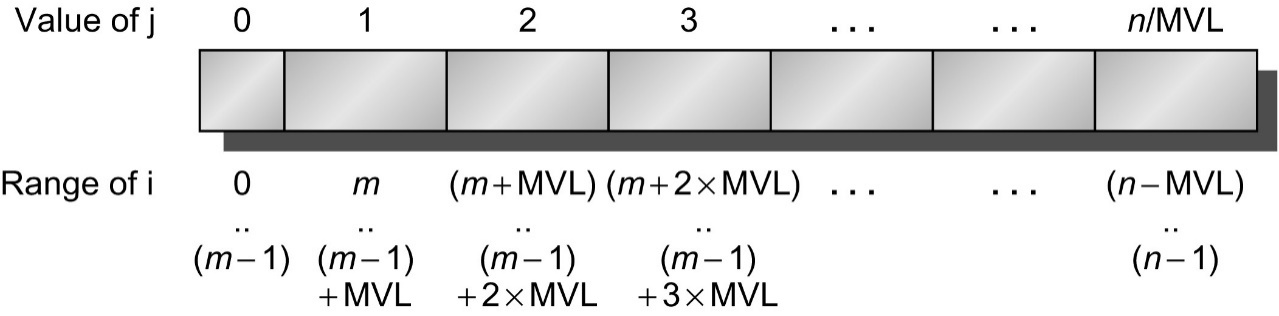 Value of j 0 1 2 3 ... ... n/MVL
Range of i 0 m (m+MVL) (m+2×MVL) ... ... (n−MVL)
.. .. .. .. ..
(m−1) (m−1) (m−1) (m−1) (n−1)
+MVL +2×MVL +3×MVL